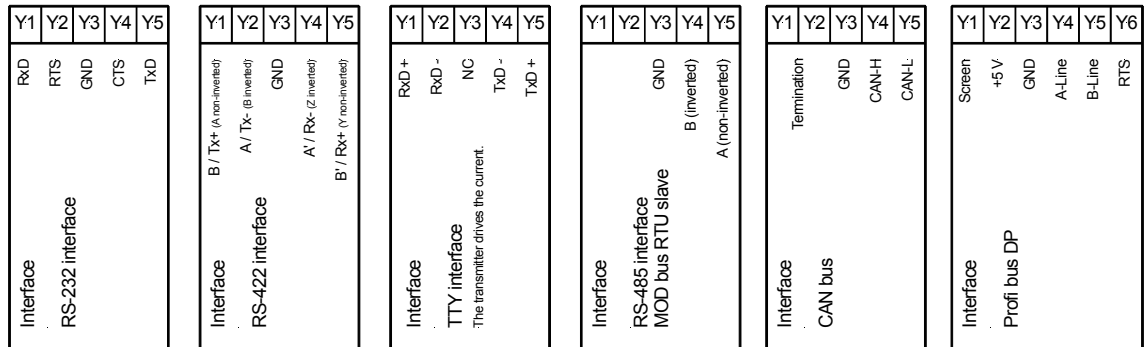 Y1 Y2 Y3 Y4 Y5
RxD
RTS
GND
CTS
TxD
Interface
RS-232 interface
Y1 Y2 Y3 Y4 Y5
B / Tx+ (A non-inverted)
A / Tx- (B inverted)
GND
A' / Rx- (Z inverted)
B' / Rx+ (Y non-inverted)
Interface
RS-422 interface
Y1 Y2 Y3 Y4 Y5
RxD +
RxD -
NC
TxD -
TxD +
Interface
TTY interface
The transmitter drives the current.
Y1 Y2 Y3 Y4 Y5
GND
B (inverted)
A (non-inverted)
Interface
RS-485 interface
MOD bus RTU slave
Y1 Y2 Y3 Y4 Y5
Termination
GND
CAN-H
CAN-L
Interface
CAN bus
Y1 Y2 Y3 Y4 Y5 Y6
Screen
+5 V
GND
A-Line
B-Line
RTS
Interface
Profi bus DP